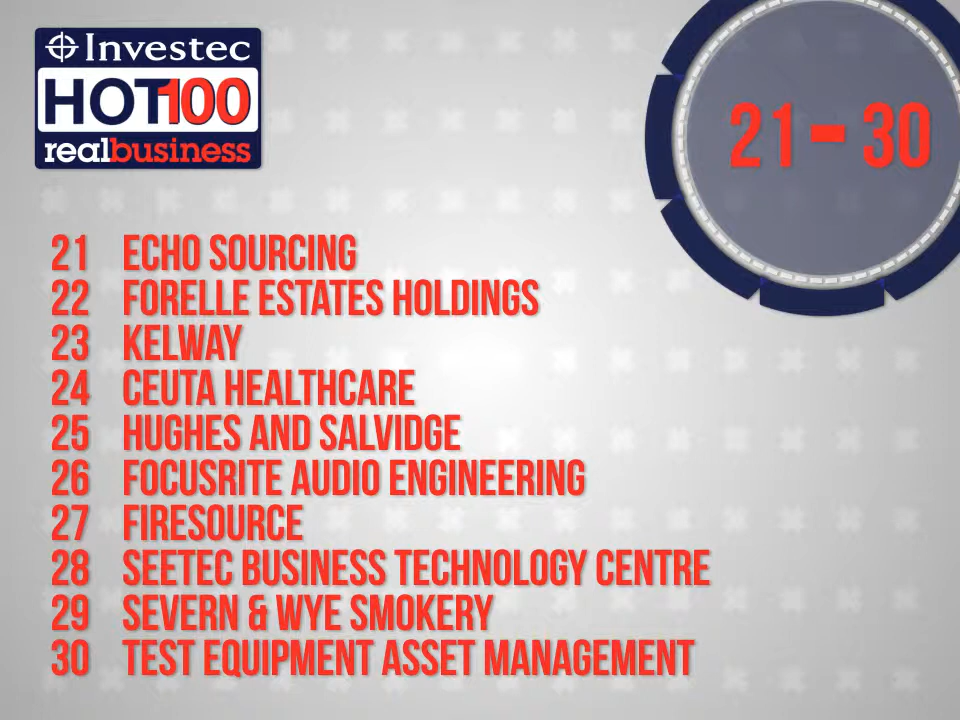 Investec
HOT100
realbusiness
21 - 30
21 ECHO SOURCING
22 FORELLE ESTATES HOLDINGS
23 KELWAY
24 CEUTA HEALTHCARE
25 HUGHES AND SALVIDGE
26 FOCUSRITE AUDIO ENGINEERING
27 FIRESOURCE
28 SEETEC BUSINESS TECHNOLOGY CENTRE
29 SEVERN & WYE SMOKERY
30 TEST EQUIPMENT ASSET MANAGEMENT